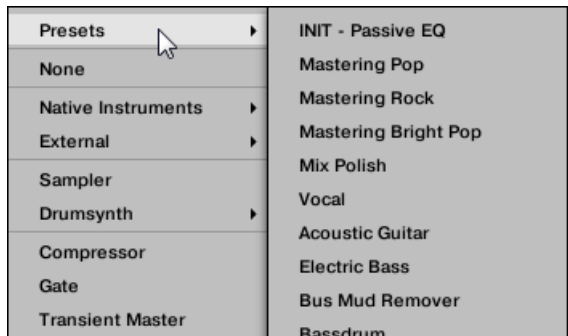 Presets
None
Native Instruments
External
Sampler
Drumsynth
Compressor
Gate
Transient Master
INIT - Passive EQ
Mastering Pop
Mastering Rock
Mastering Bright Pop
Mix Polish
Vocal
Acoustic Guitar
Electric Bass
Bus Mud Remover
Bassdrum